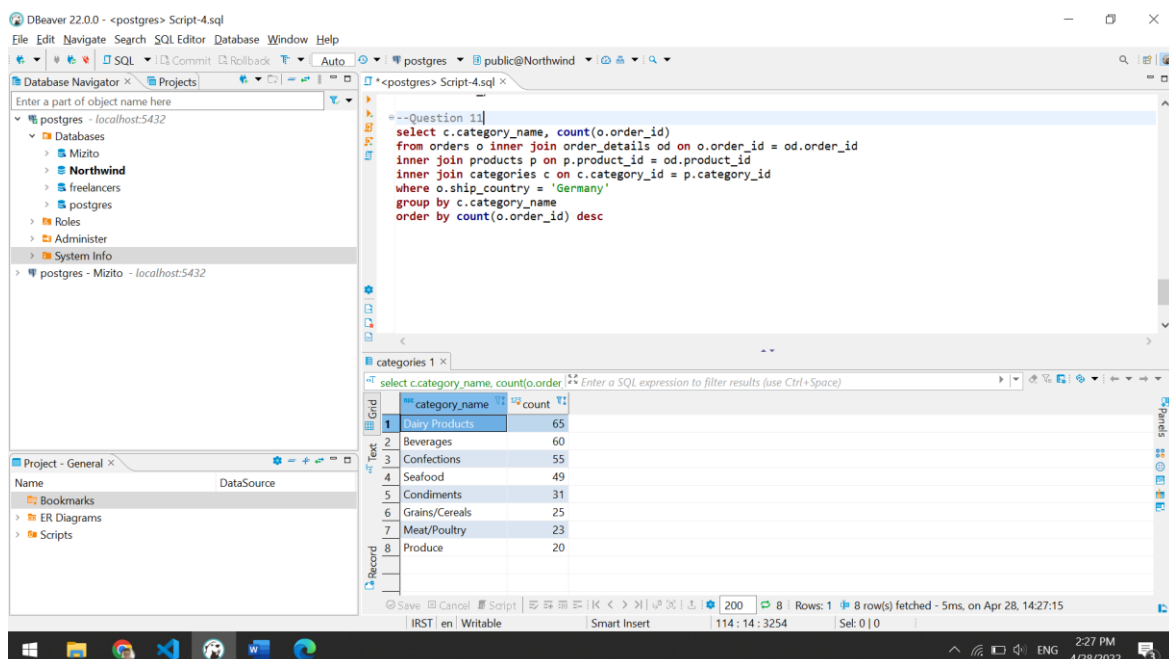 DBeaver 22.0.0 - <postgres> Script-4.sql
File Edit Navigate Search SQL Editor Database Window Help
SQL Commit Rollback Auto postgres public@Northwind
Database Navigator Projects
*<postgres> Script-4.sql
Enter a part of object name here
postgres - localhost:5432
Databases
Mizito
Northwind
freelancers
postgres
Roles
Administer
System Info
postgres - Mizito - localhost:5432
--Question 11
select c.category_name, count(o.order_id)
from orders o inner join order_details od on o.order_id = od.order_id
inner join products p on p.product_id = od.product_id
inner join categories c on c.category_id = p.category_id
where o.ship_country = 'Germany'
group by c.category_name
order by count(o.order_id) desc
Project - General
Name DataSource
Bookmarks
ER Diagrams
Scripts
categories 1
select c.category_name, count(o.order Enter a SQL expression to filter results (use Ctrl+Space)
Grid
Text
Record
Panels
category_name count
1 Dairy Products 65
2 Beverages 60
3 Confections 55
4 Seafood 49
5 Condiments 31
6 Grains/Cereals 25
7 Meat/Poultry 23
8 Produce 20
Save Cancel Script 200 8 Rows: 1 8 row(s) fetched - 5ms, on Apr 28, 14:27:15
IRST en Writable Smart Insert 114 : 14 : 3254 Sel: 0 | 0
ENG 2:27 PM
4/28/2022